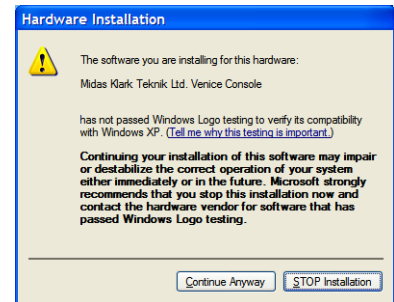 Hardware Installation
The software you are installing for this hardware:
Midas Klark Teknik Ltd. Venice Console
has not passed Windows Logo testing to verify its compatibility
with Windows XP. (Tell me why this testing is important.)
Continuing your installation of this software may impair
or destabilize the correct operation of your system
either immediately or in the future. Microsoft strongly
recommends that you stop this installation now and
contact the hardware vendor for software that has
passed Windows Logo testing.
Continue Anyway
STOP Installation